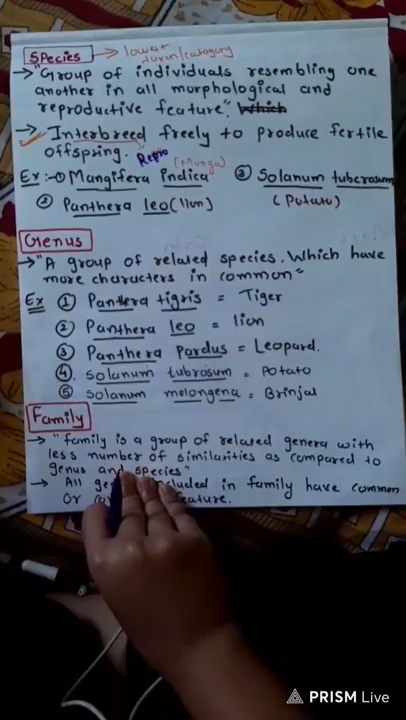 Species → lowest
taxon/category
→ "Group of individuals resembling one
another in all morphological and
reproductive feature".
→ Interbreed freely to produce fertile
offspring. Repro
Ex:-① Mangifera indica (Mango) ③ Solanum tuberosum
② Panthera leo (lion) (Potato)
Genus
→ "A group of related species. Which have
more characters in common"
Ex ① Panthera tigris = Tiger
② Panthera leo = lion
③ Panthera Pardus = Leopard.
④. Solanum tubrosum = Potato
⑤ Solanum melongena = Brinjal
Family
→ "family is a group of related genera with
less number of similarities as compared to
genus and species"
→ All included in family have common
Or feature.
PRISM Live